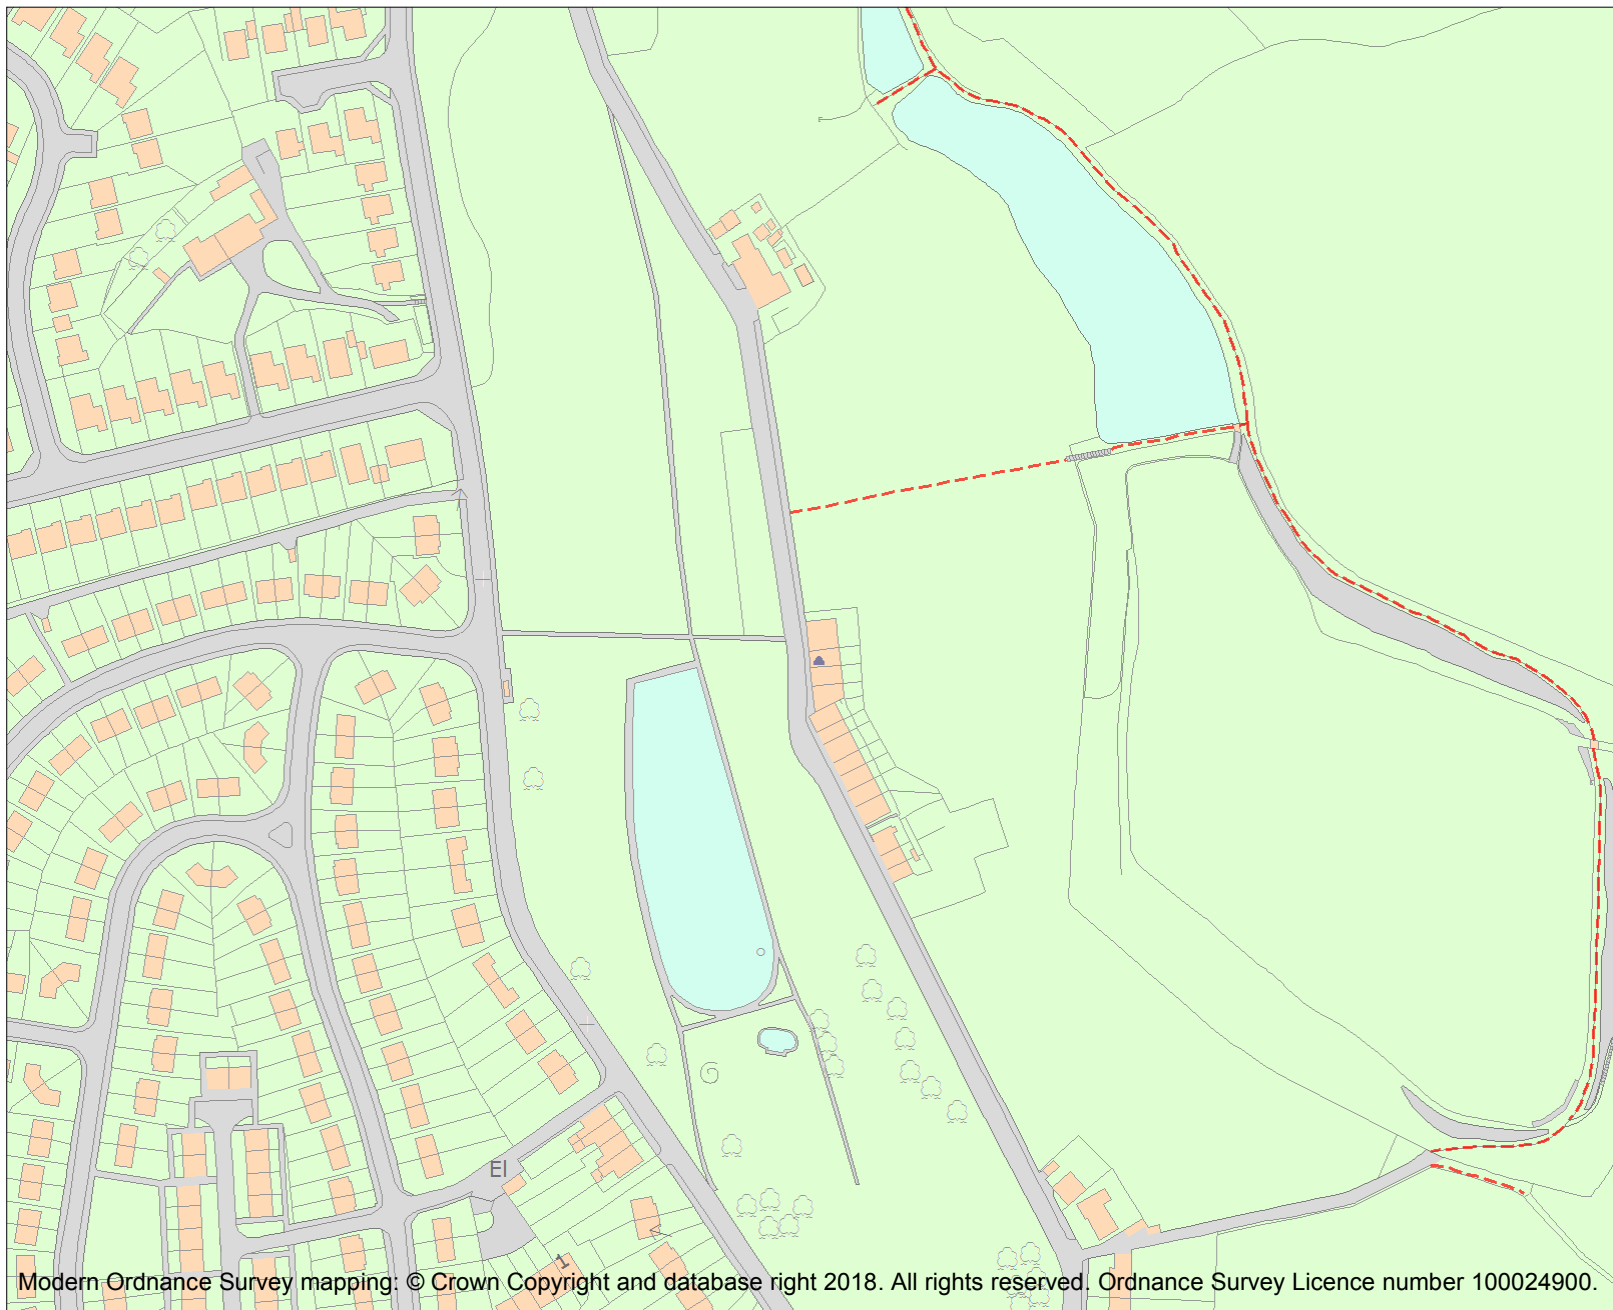 El
1
Modern Ordnance Survey mapping: © Crown Copyright and database right 2018. All rights reserved. Ordnance Survey Licence number 100024900.